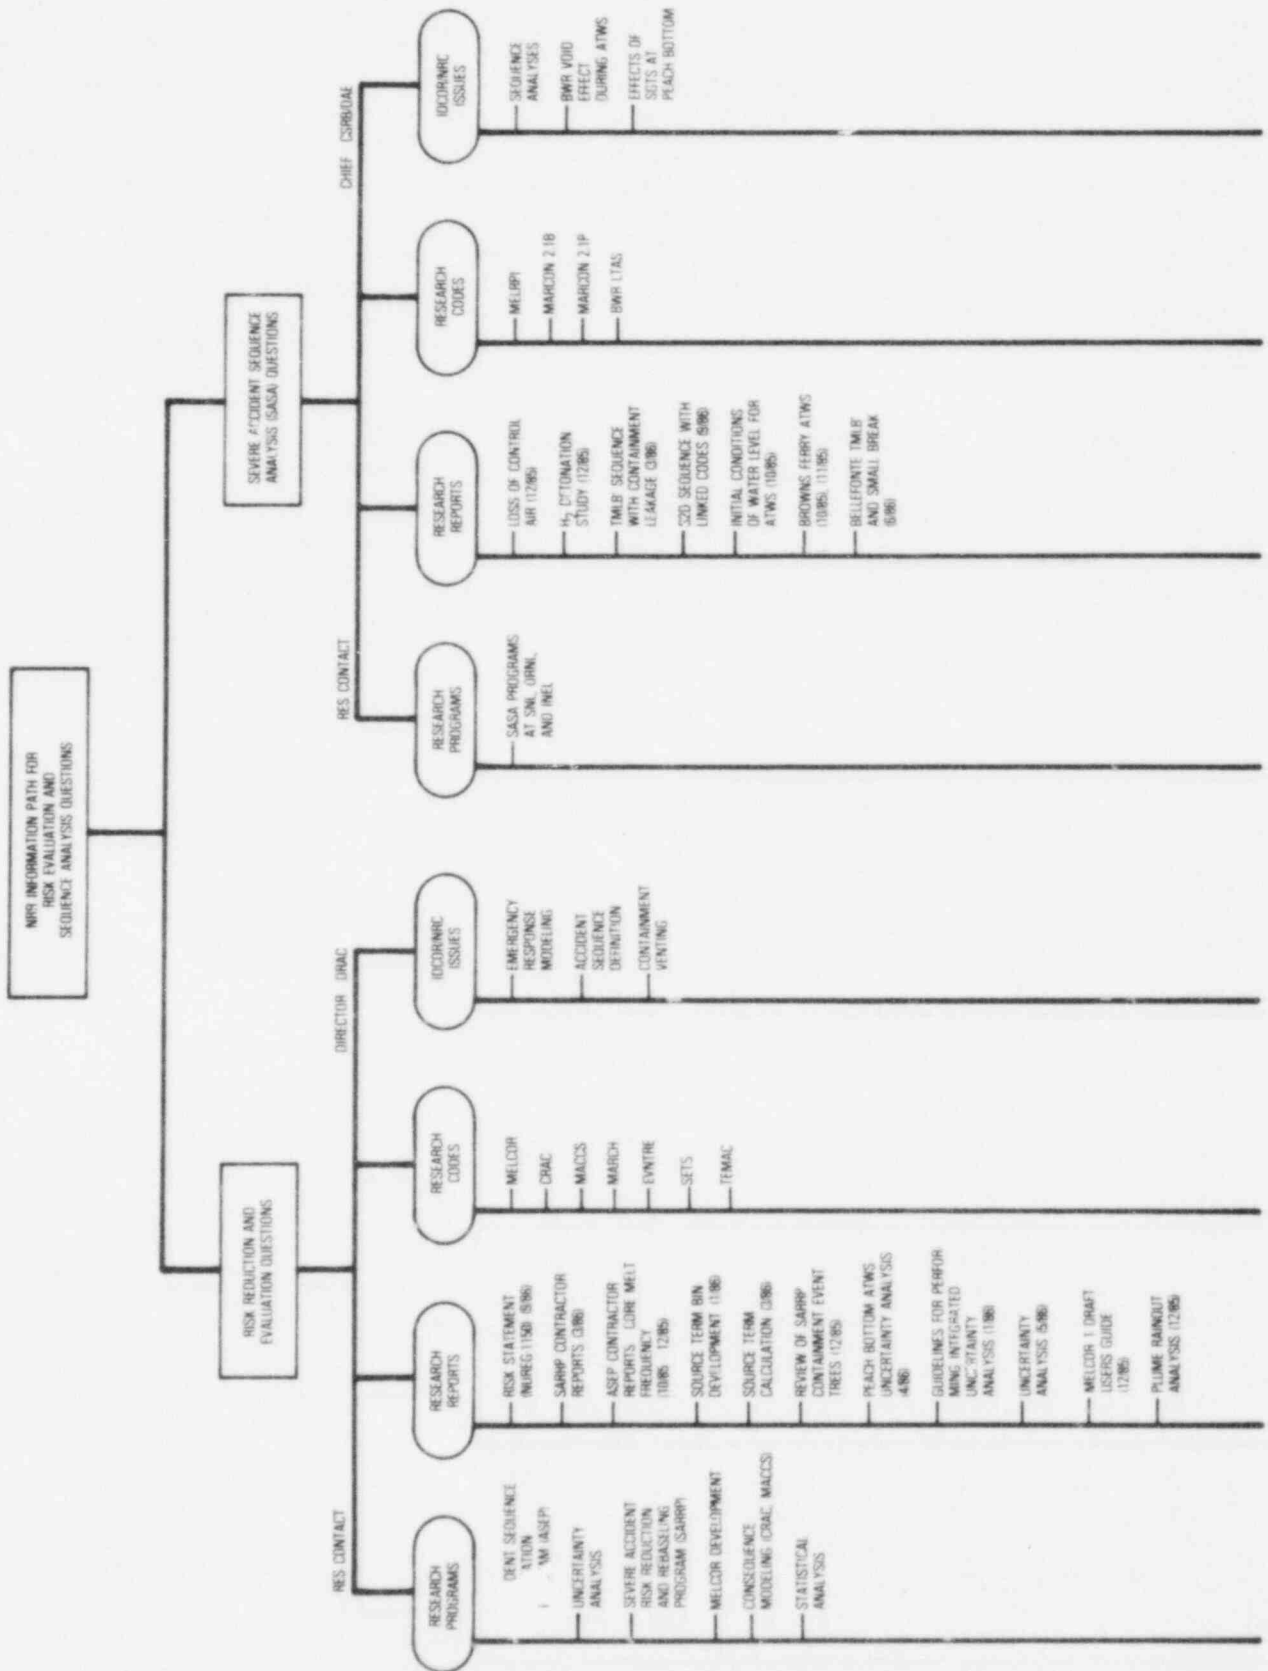 NRR INFORMATION PATH FOR
RISK EVALUATION AND
SEQUENCE ANALYSIS QUESTIONS
RISK REDUCTION AND
EVALUATION QUESTIONS
RES CONTACT
DIRECTOR DRAC
RESEARCH
PROGRAMS
DENT SEQUENCE
ATION
AM (ASEP)
UNCERTAINTY
ANALYSIS
SEVERE ACCIDENT
RISK REDUCTION
AND REBASELING
PROGRAM (SARRP)
MELCOR DEVELOPMENT
CONSEQUENCE
MODELING (CRAC, MACCS)
STATISTICAL
ANALYSIS
RESEARCH
REPORTS
RISK STATEMENT
(NUREG 1150)
SARRP CONTRACTOR
REPORTS (3/86)
ASEP CONTRACTOR
REPORTS CORE MELT
FREQUENCY
(10/85 12/85)
SOURCE TERM BIN
DEVELOPMENT (1/86)
SOURCE TERM
CALCULATION (3/86)
REVIEW OF SARRP
CONTAINMENT EVENT
TREES (12/85)
PEACH BOTTOM ATWS
UNCERTAINTY ANALYSIS
(4/86)
GUIDELINES FOR PERFOR
MING INTEGRATED
UNCERTAINTY
ANALYSIS (1/86)
UNCERTAINTY
ANALYSIS (5/86)
MELCOR 1 DRAFT
USERS GUIDE
(12/85)
PLUME RAINOUT
ANALYSIS (12/85)
RESEARCH
CODES
MELCOR
CRAC
MACCS
MARCH
EVNTRE
SETS
TEMAC
IDCOR/NRC
ISSUES
EMERGENCY
RESPONSE
MODELING
ACCIDENT
SEQUENCE
DEFINITION
CONTAINMENT
VENTING
SEVERE ACCIDENT SEQUENCE
ANALYSIS (SASA) QUESTIONS
RES CONTACT
CHIEF CSRB/DAE
RESEARCH
PROGRAMS
SASA PROGRAMS
AT SNL, ORNL,
AND INEL
RESEARCH
REPORTS
LOSS OF CONTROL
AIR (12/85)
H₂ DETONATION
STUDY (12/85)
TMLB' SEQUENCE
WITH CONTAINMENT
LEAKAGE (3/86)
S2D SEQUENCE WITH
LINKED CODES (9/86)
INITIAL CONDITIONS
OF WATER LEVEL FOR
ATWS (10/85)
BROWNS FERRY ATWS
(10/85), (11/85)
BELLEFONTE TMLB'
AND SMALL BREAK
(6/86)
RESEARCH
CODES
MELRPI
MARCON 2.1B
MARCON 2.1P
BWR LTAS
IDCOR/NRC
ISSUES
SEQUENCE
ANALYSES
BWR VOID
EFFECT
DURING ATWS
EFFECTS OF
SGTS AT
PEACH BOTTOM